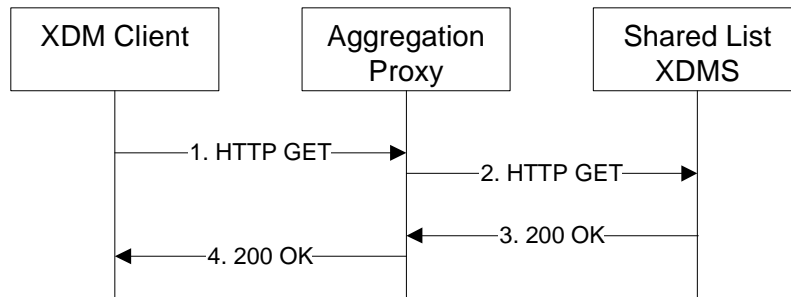 XDM Client
Aggregation
Proxy
Shared List
XDMS
1. HTTP GET
2. HTTP GET
3. 200 OK
4. 200 OK